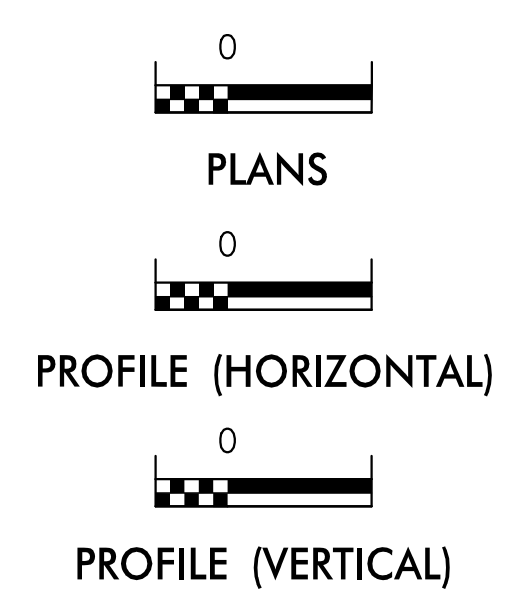 0
PLANS
0
PROFILE (HORIZONTAL)
0
PROFILE (VERTICAL)